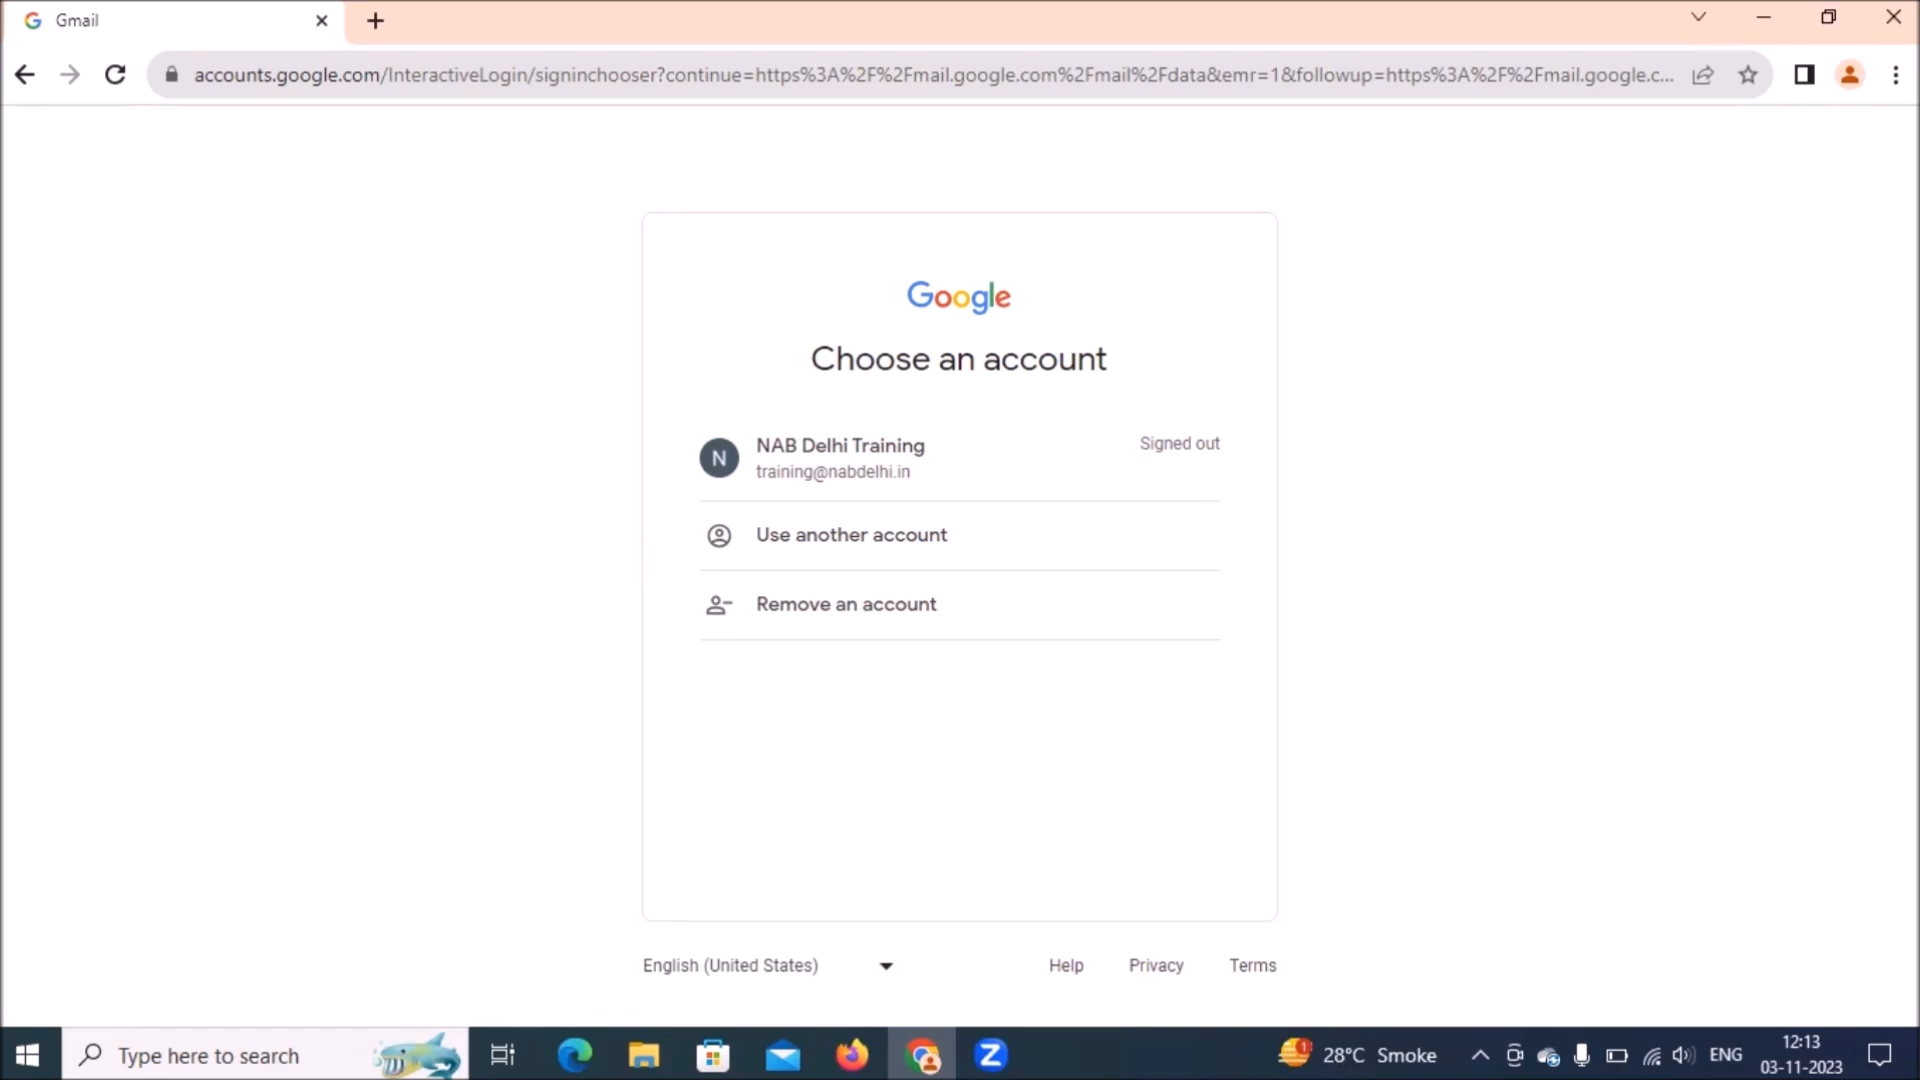 Gmail
accounts.google.com/InteractiveLogin/signinchooser?continue=https%3A%2F%2Fmail.google.com%2Fmail%2Fdata&emr=1&followup=https%3A%2F%2Fmail.google.c...
Google
Choose an account
N
NAB Delhi Training
Signed out
training@nabdelhi.in
Use another account
Remove an account
English (United States)
Help
Privacy
Terms
Type here to search
Z
1
28°C Smoke
ENG
12:13
03-11-2023